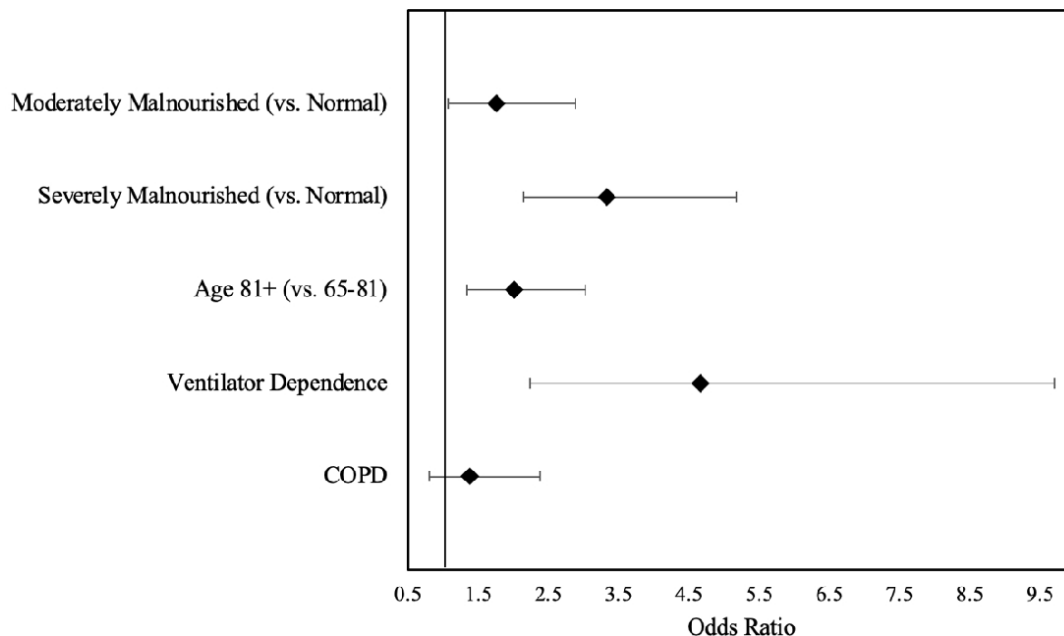 Moderately Malnourished (vs. Normal)
Severely Malnourished (vs. Normal)
Age 81+ (vs. 65-81)
Ventilator Dependence
COPD
0.5 1.5 2.5 3.5 4.5 5.5 6.5 7.5 8.5 9.5
Odds Ratio